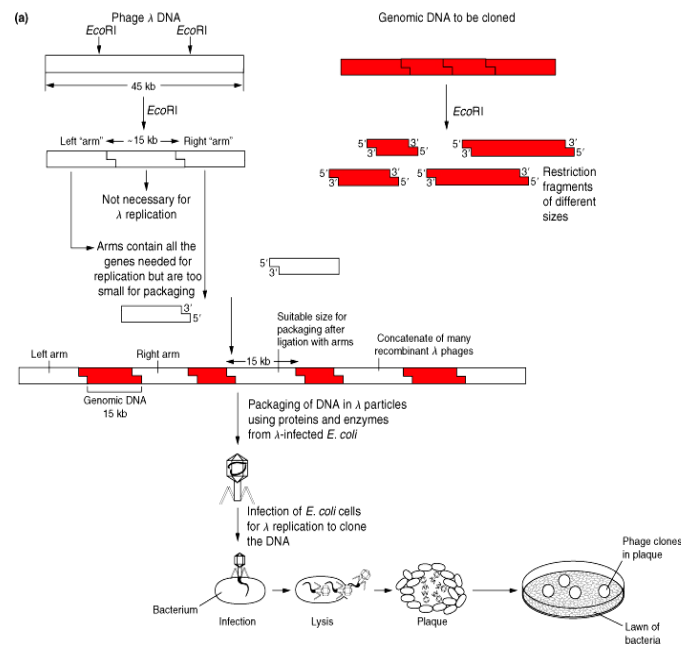 (a)
Phage λ DNA
EcoRI
EcoRI
45 kb
EcoRI
Left “arm”
~15 kb
Right “arm”
Not necessary for
λ replication
Arms contain all the
genes needed for
replication but are too
small for packaging
3′
5′
5′
3′
Genomic DNA to be cloned
EcoRI
5′
3′
3′
5′
5′
3′
3′
5′
5′
3′
3′
5′
5′
3′
3′
5′
Restriction
fragments
of different
sizes
Left arm
Right arm
15 kb
Suitable size for
packaging after
ligation with arms
Concatenate of many
recombinant λ phages
Genomic DNA
15 kb
Packaging of DNA in λ particles
using proteins and enzymes
from λ-infected E. coli
Infection of E. coli cells
for λ replication to clone
the DNA
Bacterium
Infection
Lysis
Plaque
Phage clones
in plaque
Lawn of
bacteria